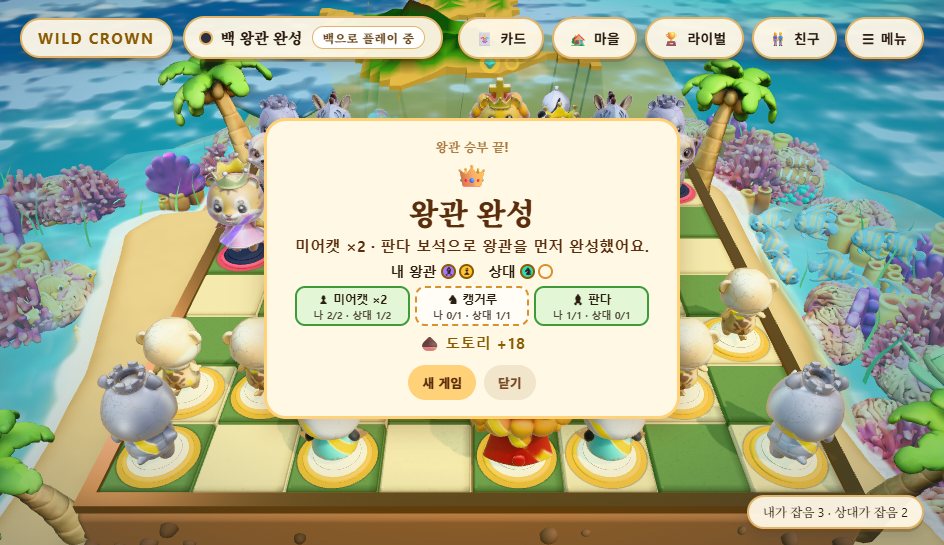 WILD CROWN
백 왕관 완성 백으로 플레이 중
카드
마을
라이벌
친구
메뉴
왕관 승부 끝!
왕관 완성
미어캣 ×2 · 판다 보석으로 왕관을 먼저 완성했어요.
내 왕관 상대
미어캣 ×2
나 2/2 · 상대 1/2
캥거루
나 0/1 · 상대 1/1
판다
나 1/1 · 상대 0/1
도토리 +18
새 게임
닫기
내가 잡음 3 · 상대가 잡음 2